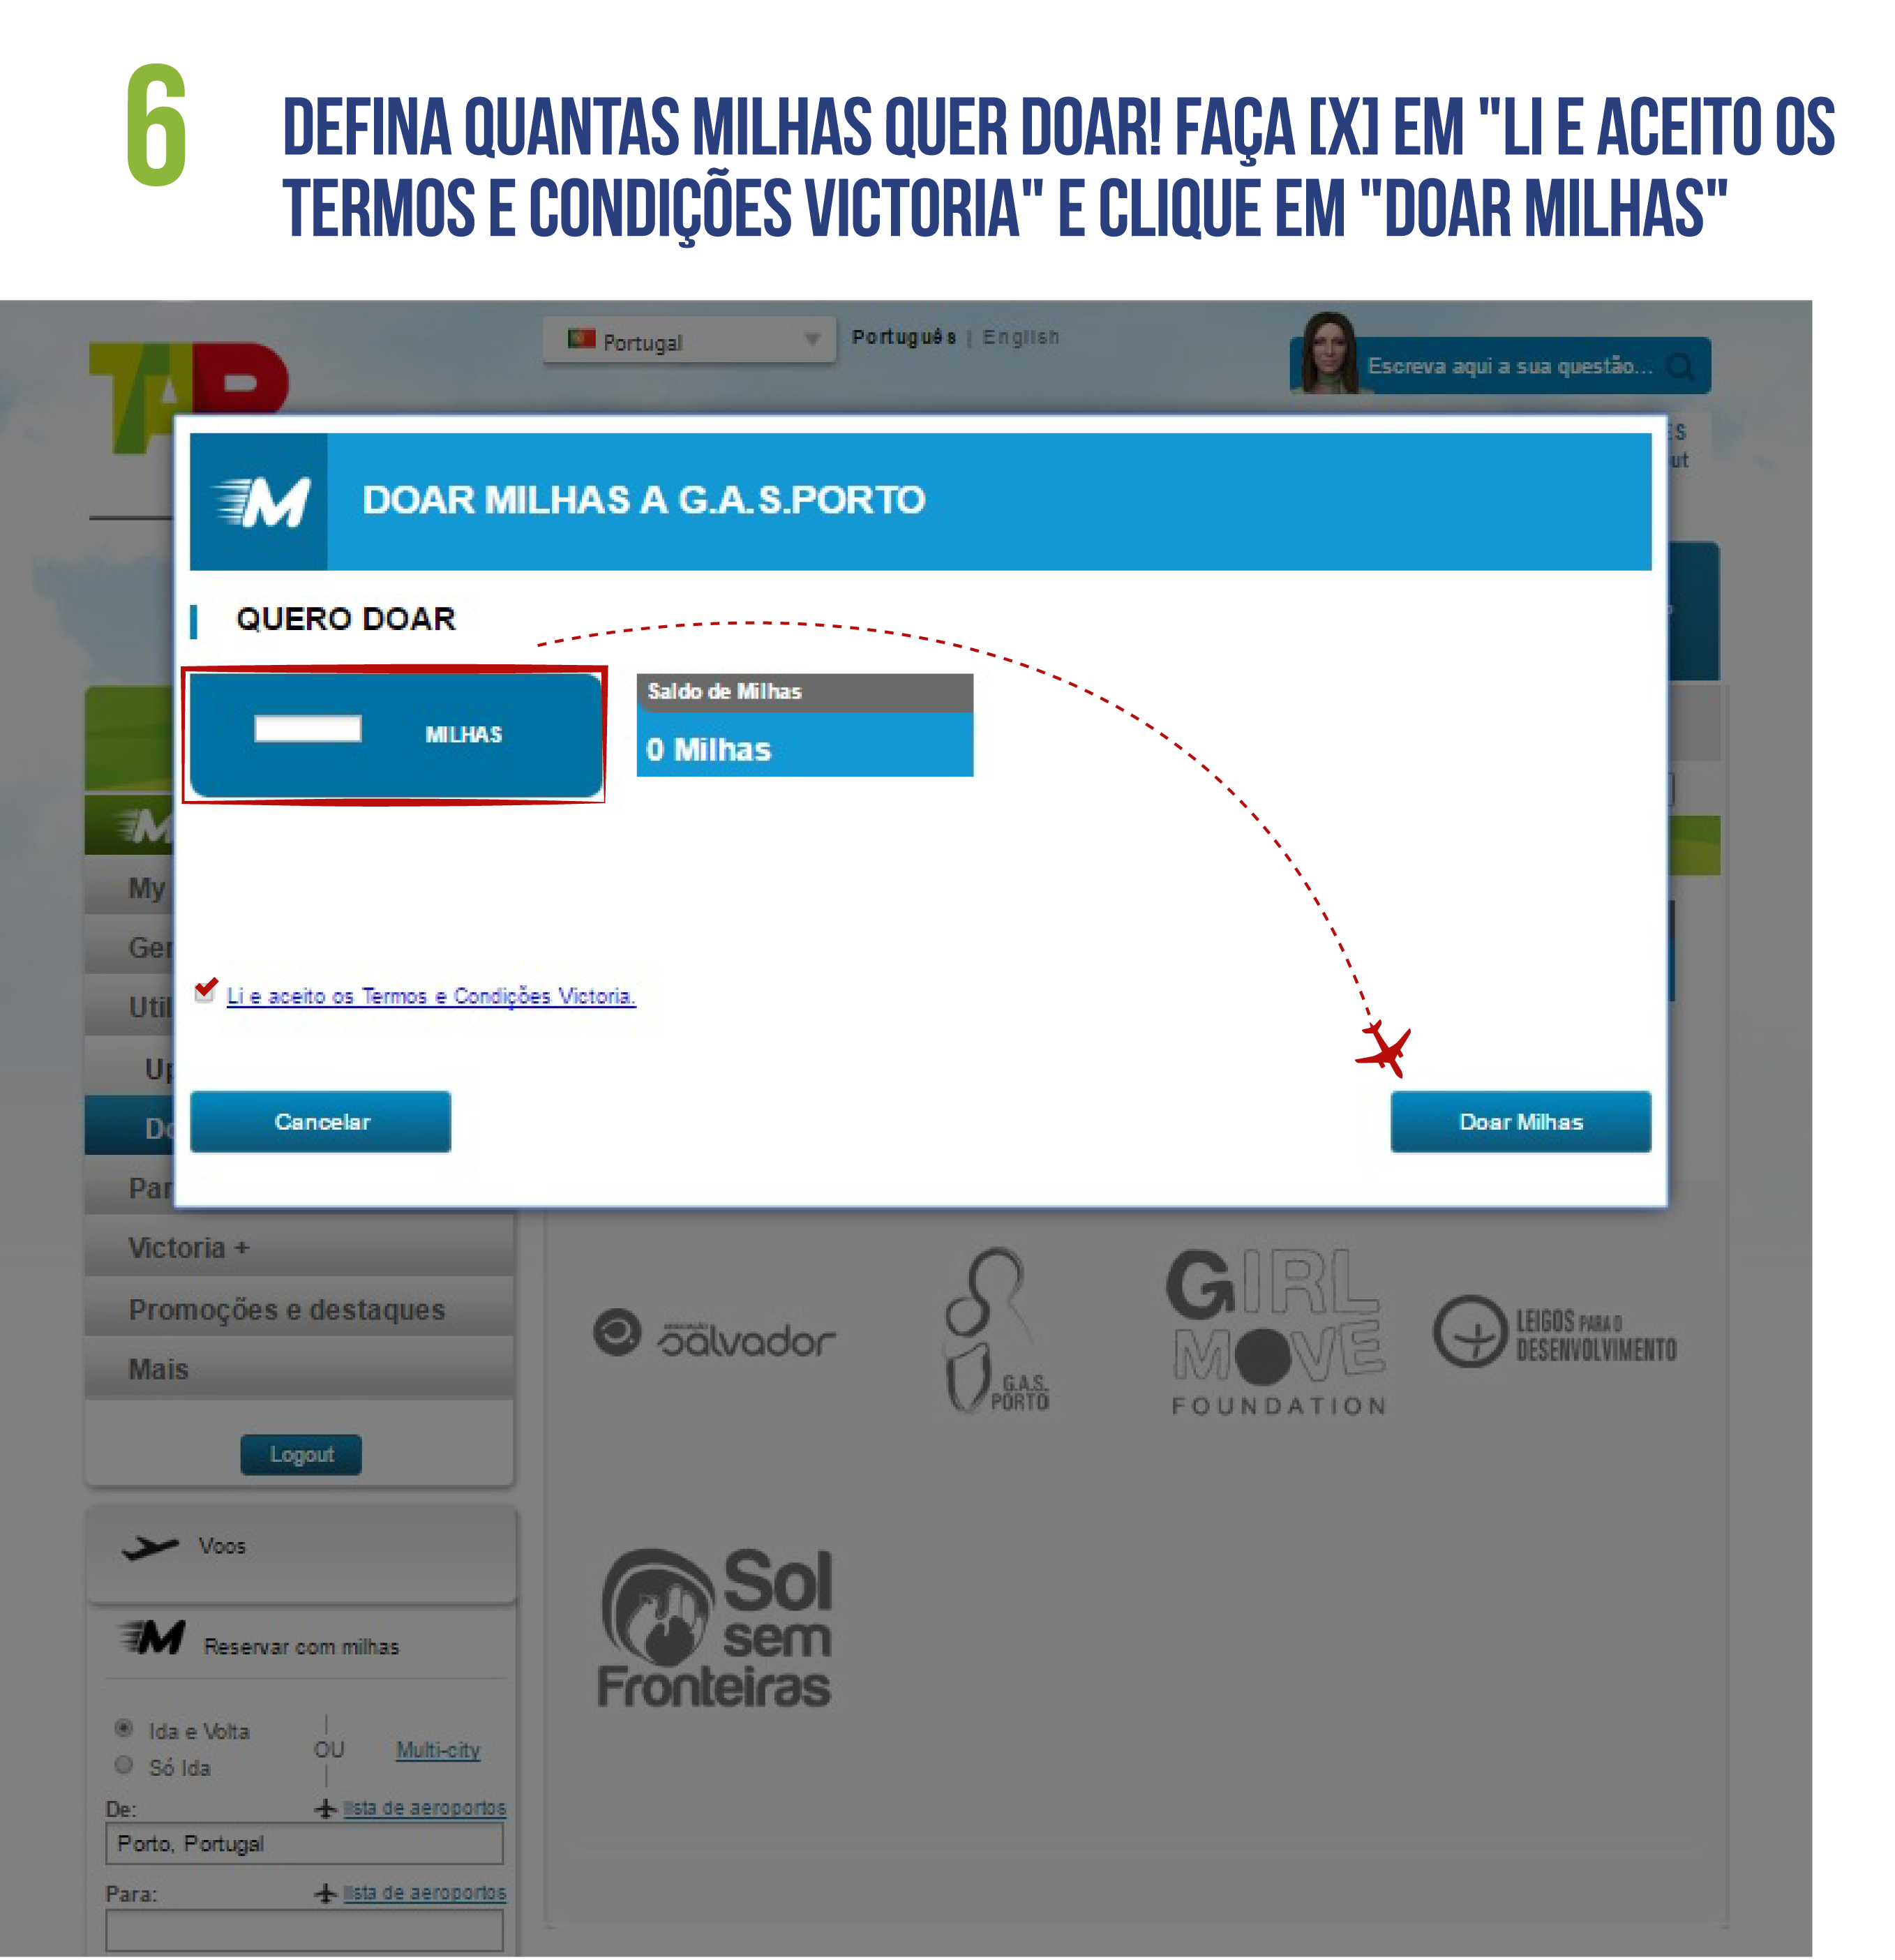 6
DEFINA QUANTAS MILHAS QUER DOAR! FAÇA [X] EM "LI E ACEITO OS
TERMOS E CONDIÇÕES VICTORIA" E CLIQUE EM "DOAR MILHAS"
TAP
Portugal
Português | English
Escreva aqui a sua questão...
ES
ut
M
DOAR MILHAS A G.A.S.PORTO
QUERO DOAR
MILHAS
Saldo de Milhas
0 Milhas
Li e aceito os Termos e Condições Victoria.
Cancelar
Doar Milhas
M
My
Ger
Util
Up
Do
Par
Victoria +
Promoções e destaques
Mais
Logout
salvador
G.A.S.
PORTO
GIRL
MOVE
FOUNDATION
LEIGOS PARA O
DESENVOLVIMENTO
Sol
sem
Fronteiras
Voos
M Reservar com milhas
Ida e Volta
Só Ida
OU
Multi-city
De:
lista de aeroportos
Porto, Portugal
Para:
lista de aeroportos